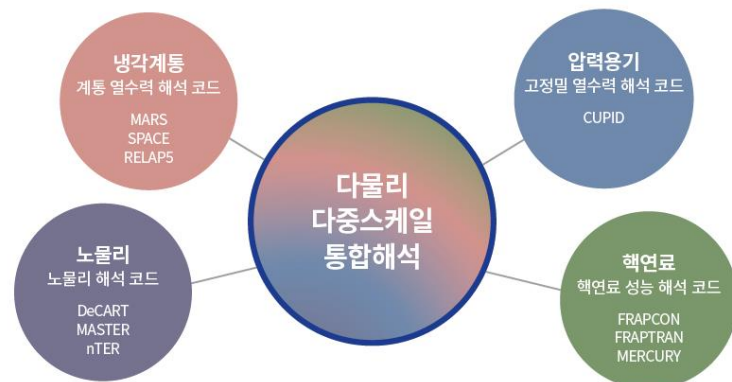 냉각계통
계통 열수력 해석 코드
MARS
SPACE
RELAP5
압력용기
고정밀 열수력 해석 코드
CUPID
다물리
다중스케일
통합해석
노물리
노물리 해석 코드
DeCART
MASTER
nTER
핵연료
핵연료 성능 해석 코드
FRAPCON
FRAPTRAN
MERCURY